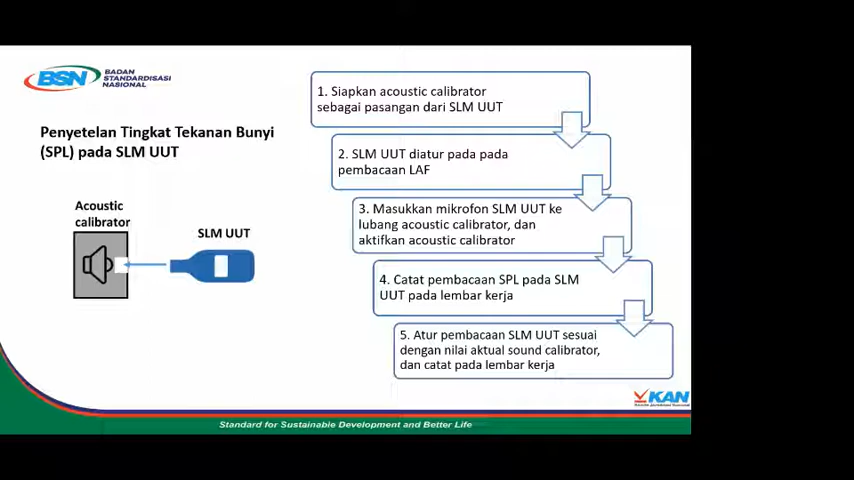 BSN
BADAN
STANDARDISASI
NASIONAL
Penyetelan Tingkat Tekanan Bunyi
(SPL) pada SLM UUT
Acoustic
calibrator
SLM UUT
1. Siapkan acoustic calibrator
sebagai pasangan dari SLM UUT
2. SLM UUT diatur pada pada
pembacaan LAF
3. Masukkan mikrofon SLM UUT ke
lubang acoustic calibrator, dan
aktifkan acoustic calibrator
4. Catat pembacaan SPL pada SLM
UUT pada lembar kerja
5. Atur pembacaan SLM UUT sesuai
dengan nilai aktual sound calibrator,
dan catat pada lembar kerja
KAN
Standard for Sustainable Development and Better Life